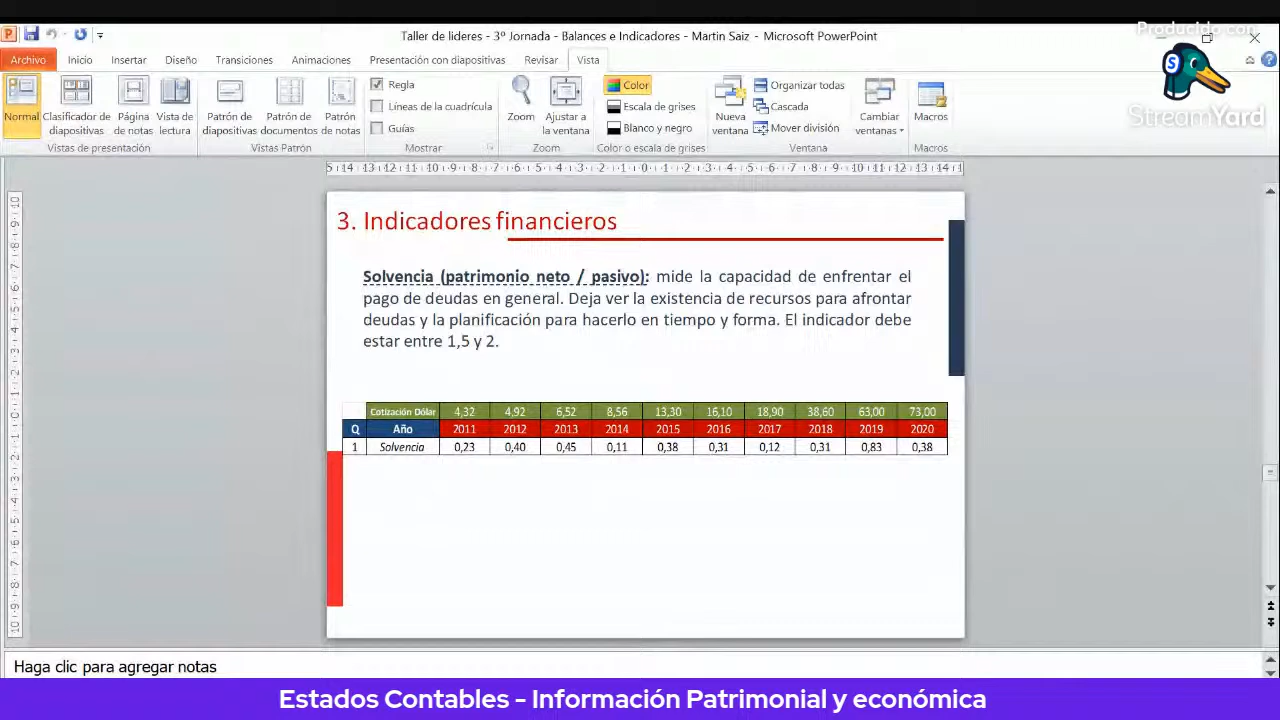 Producido con
StreamYard
Taller de lideres - 3º Jornada - Balances e Indicadores - Martin Saiz - Microsoft PowerPoint
Archivo Inicio Insertar Diseño Transiciones Animaciones Presentación con diapositivas Revisar Vista
Normal
Clasificador de diapositivas
Página de notas
Vista de lectura
Vistas de presentación
Patrón de diapositivas
Patrón de documentos
Patrón de notas
Vistas Patrón
Regla
Líneas de la cuadrícula
Guías
Mostrar
Zoom
Ajustar a la ventana
Zoom
Color
Escala de grises
Blanco y negro
Color o escala de grises
Nueva ventana
Organizar todas
Cascada
Mover división
Cambiar ventanas
Ventana
Macros
Macros
3. Indicadores financieros
Solvencia (patrimonio neto / pasivo): mide la capacidad de enfrentar el
pago de deudas en general. Deja ver la existencia de recursos para afrontar
deudas y la planificación para hacerlo en tiempo y forma. El indicador debe
estar entre 1,5 y 2.
Cotización Dólar 4,32 4,92 6,52 8,56 13,30 16,10 18,90 38,60 63,00 73,00
Q Año 2011 2012 2013 2014 2015 2016 2017 2018 2019 2020
1 Solvencia 0,23 0,40 0,45 0,11 0,38 0,31 0,12 0,31 0,83 0,38
Haga clic para agregar notas
Estados Contables - Información Patrimonial y económica